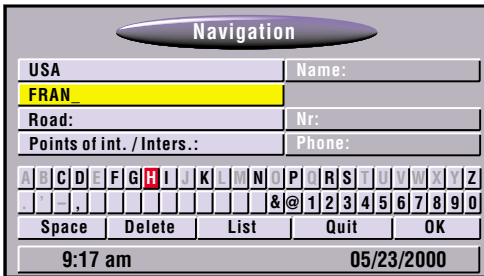 Navigation
USA Name:
FRAN_
Road: Nr:
Points of int. / Inters.: Phone:
A B C D E F G H I J K L M N O P Q R S T U V W X Y Z
. ' - , & @ 1 2 3 4 5 6 7 8 9 0
Space Delete List Quit OK
9:17 am 05/23/2000